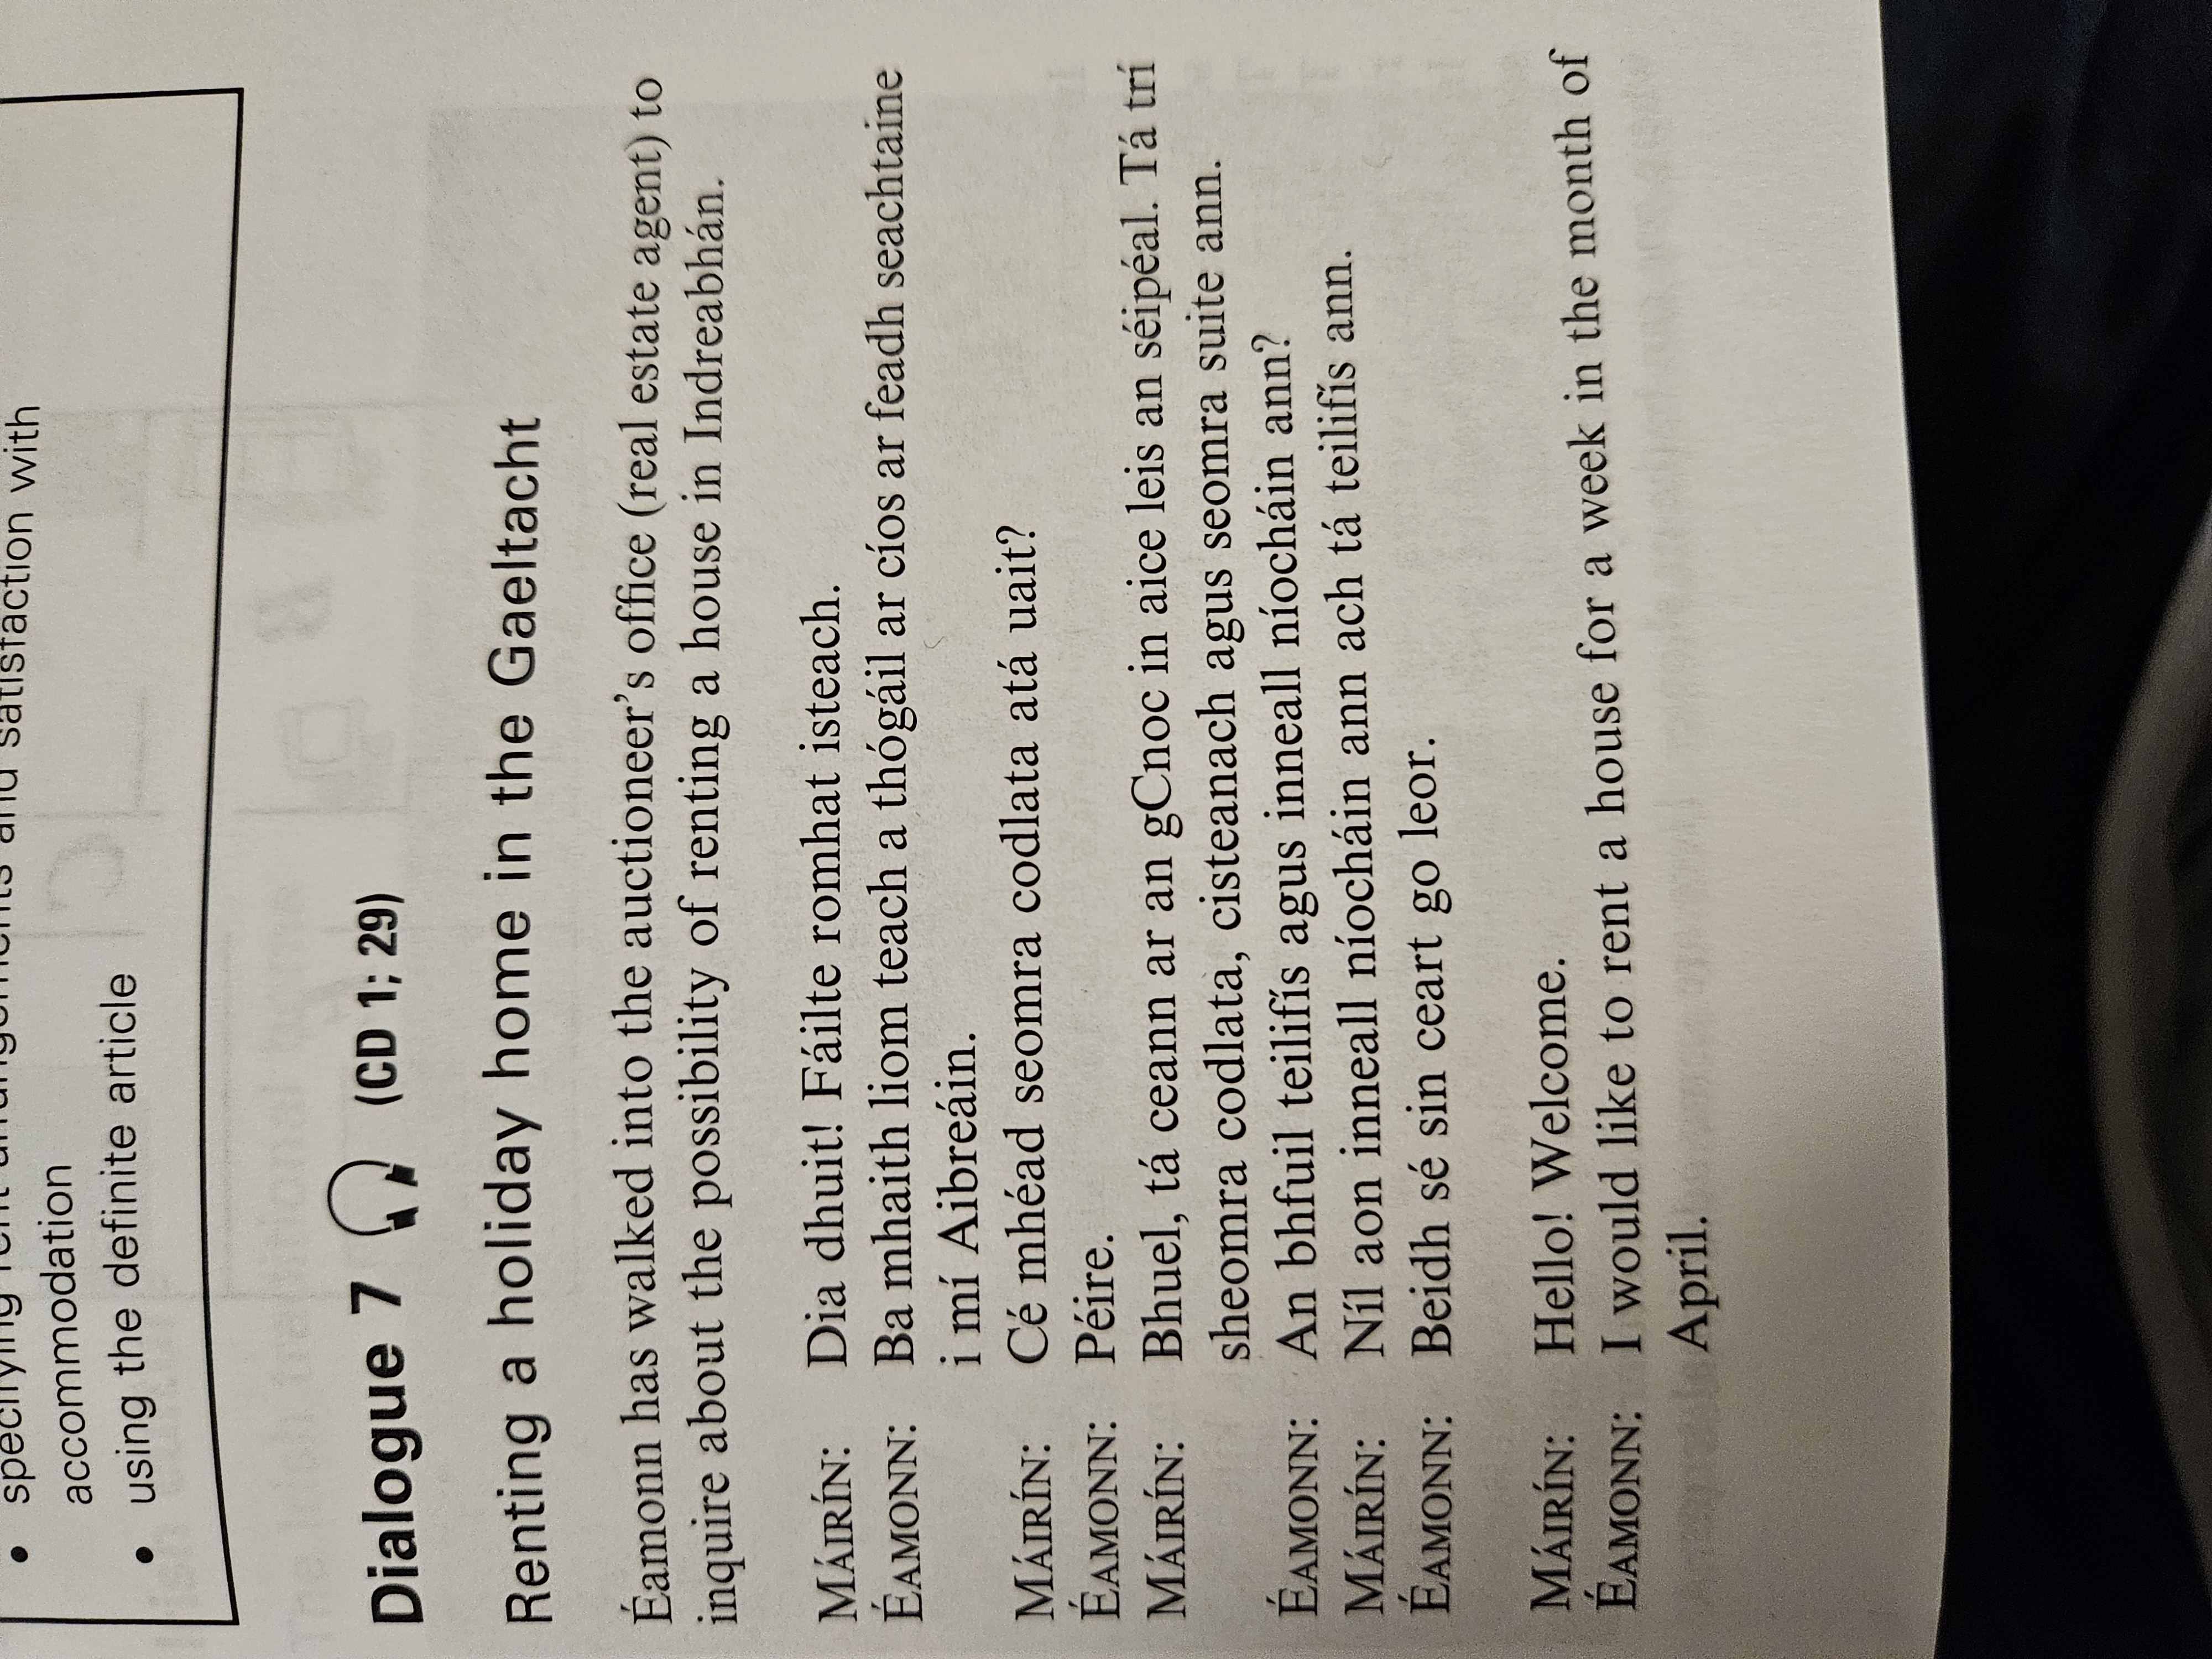 • specifying rent arrangements and satisfaction with
accommodation
• using the definite article
Dialogue 7 (CD 1; 29)
Renting a holiday home in the Gaeltacht
Éamonn has walked into the auctioneer's office (real estate agent) to
inquire about the possibility of renting a house in Indreabhán.
MÁIRÍN: Dia dhuit! Fáilte romhat isteach.
ÉAMONN: Ba mhaith liom teach a thógáil ar cíos ar feadh seachtaine
i mí Aibreáin.
MÁIRÍN: Cé mhéad seomra codlata atá uait?
ÉAMONN: Péire.
MÁIRÍN: Bhuel, tá ceann ar an gCnoc in aice leis an séipéal. Tá trí
sheomra codlata, cisteanach agus seomra suite ann.
ÉAMONN: An bhfuil teilifís agus inneall níocháin ann?
MÁIRÍN: Níl aon inneall níocháin ann ach tá teilifís ann.
ÉAMONN: Beidh sé sin ceart go leor.
MÁIRÍN: Hello! Welcome.
ÉAMONN: I would like to rent a house for a week in the month of
April.